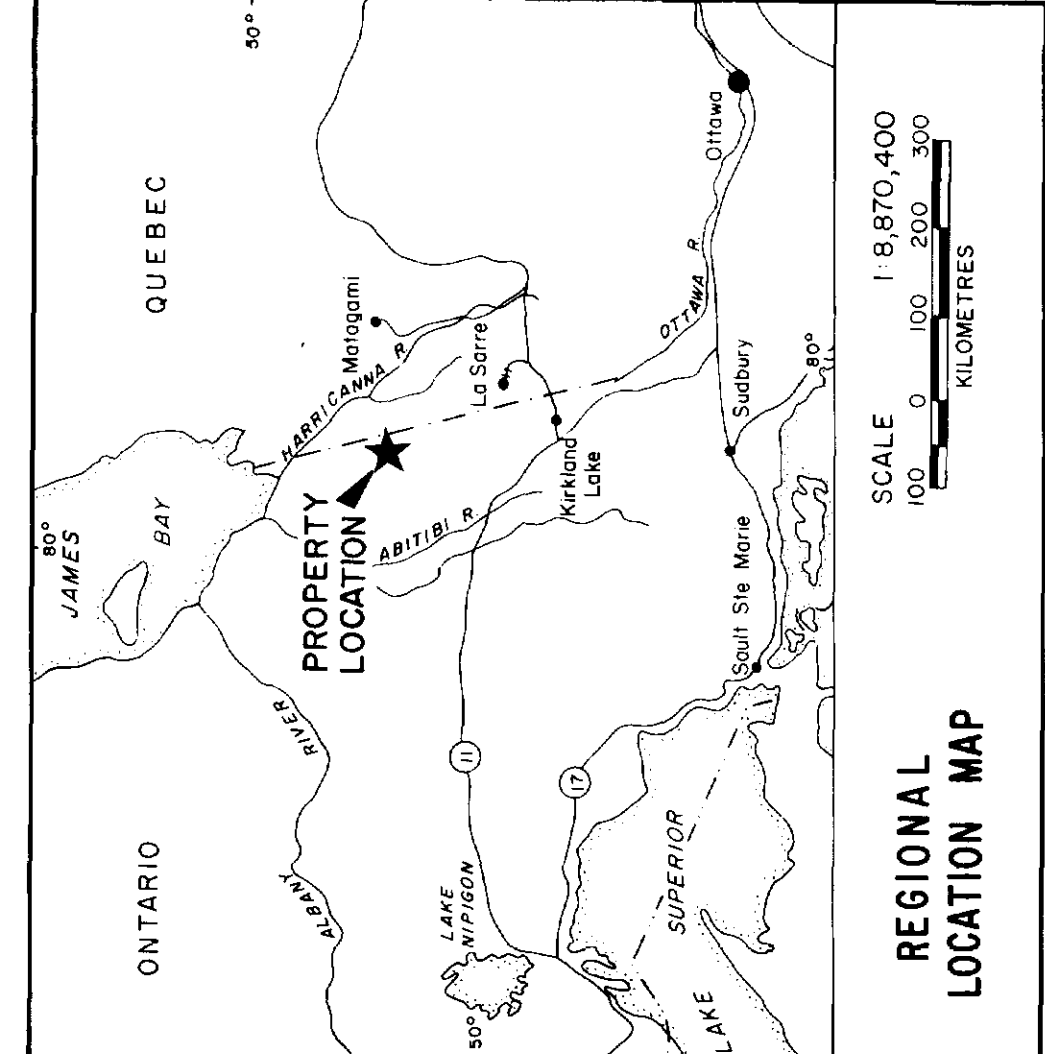 80°
JAMES
BAY
QUEBEC
50°
ONTARIO
ALBANY
RIVER
HARRICANNA R.
Matagami
PROPERTY
LOCATION
ABITIBI R.
La Sarre
Kirkland
Lake
LAKE
NIPIGON
50°
11
17
OTTAWA R.
Ottawa
Sudbury
80°
Sault Ste Marie
LAKE
SUPERIOR
REGIONAL
LOCATION MAP
SCALE 1:8,870,400
100 0 100 200 300
KILOMETRES